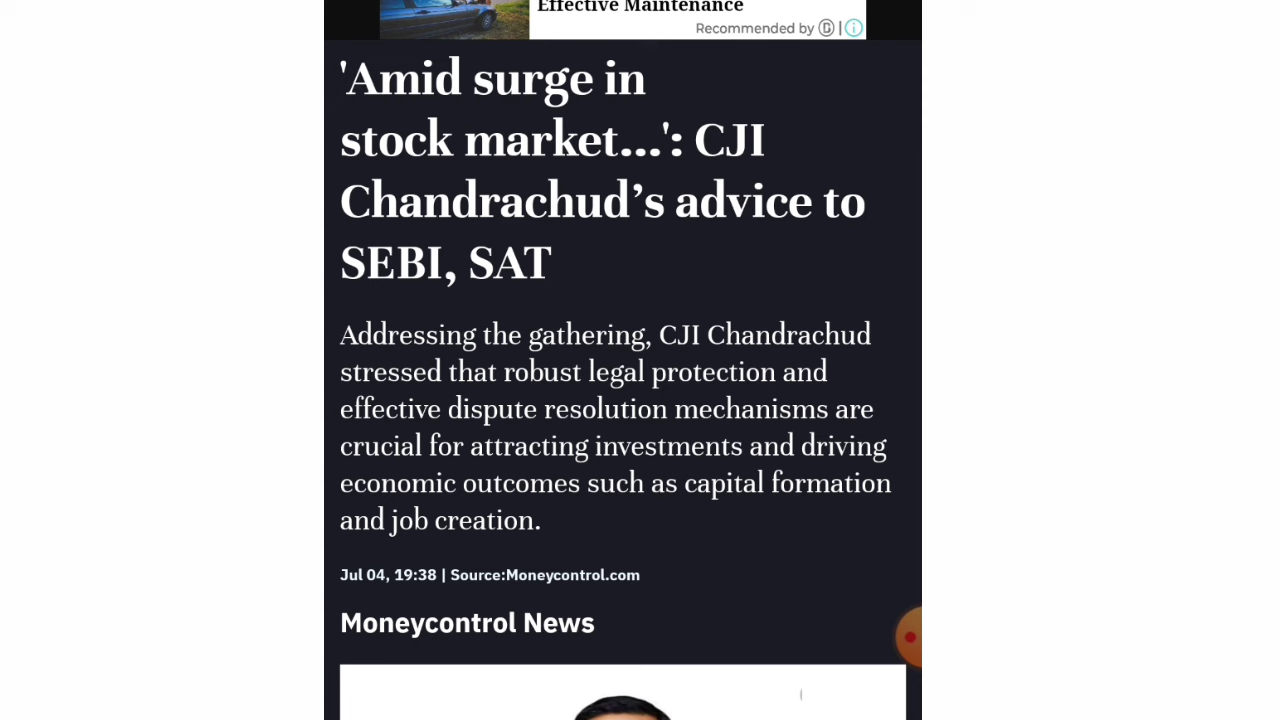 Effective Maintenance
Recommended by
'Amid surge in
stock market...': CJI
Chandrachud’s advice to
SEBI, SAT
Addressing the gathering, CJI Chandrachud
stressed that robust legal protection and
effective dispute resolution mechanisms are
crucial for attracting investments and driving
economic outcomes such as capital formation
and job creation.
Jul 04, 19:38 | Source:Moneycontrol.com
Moneycontrol News